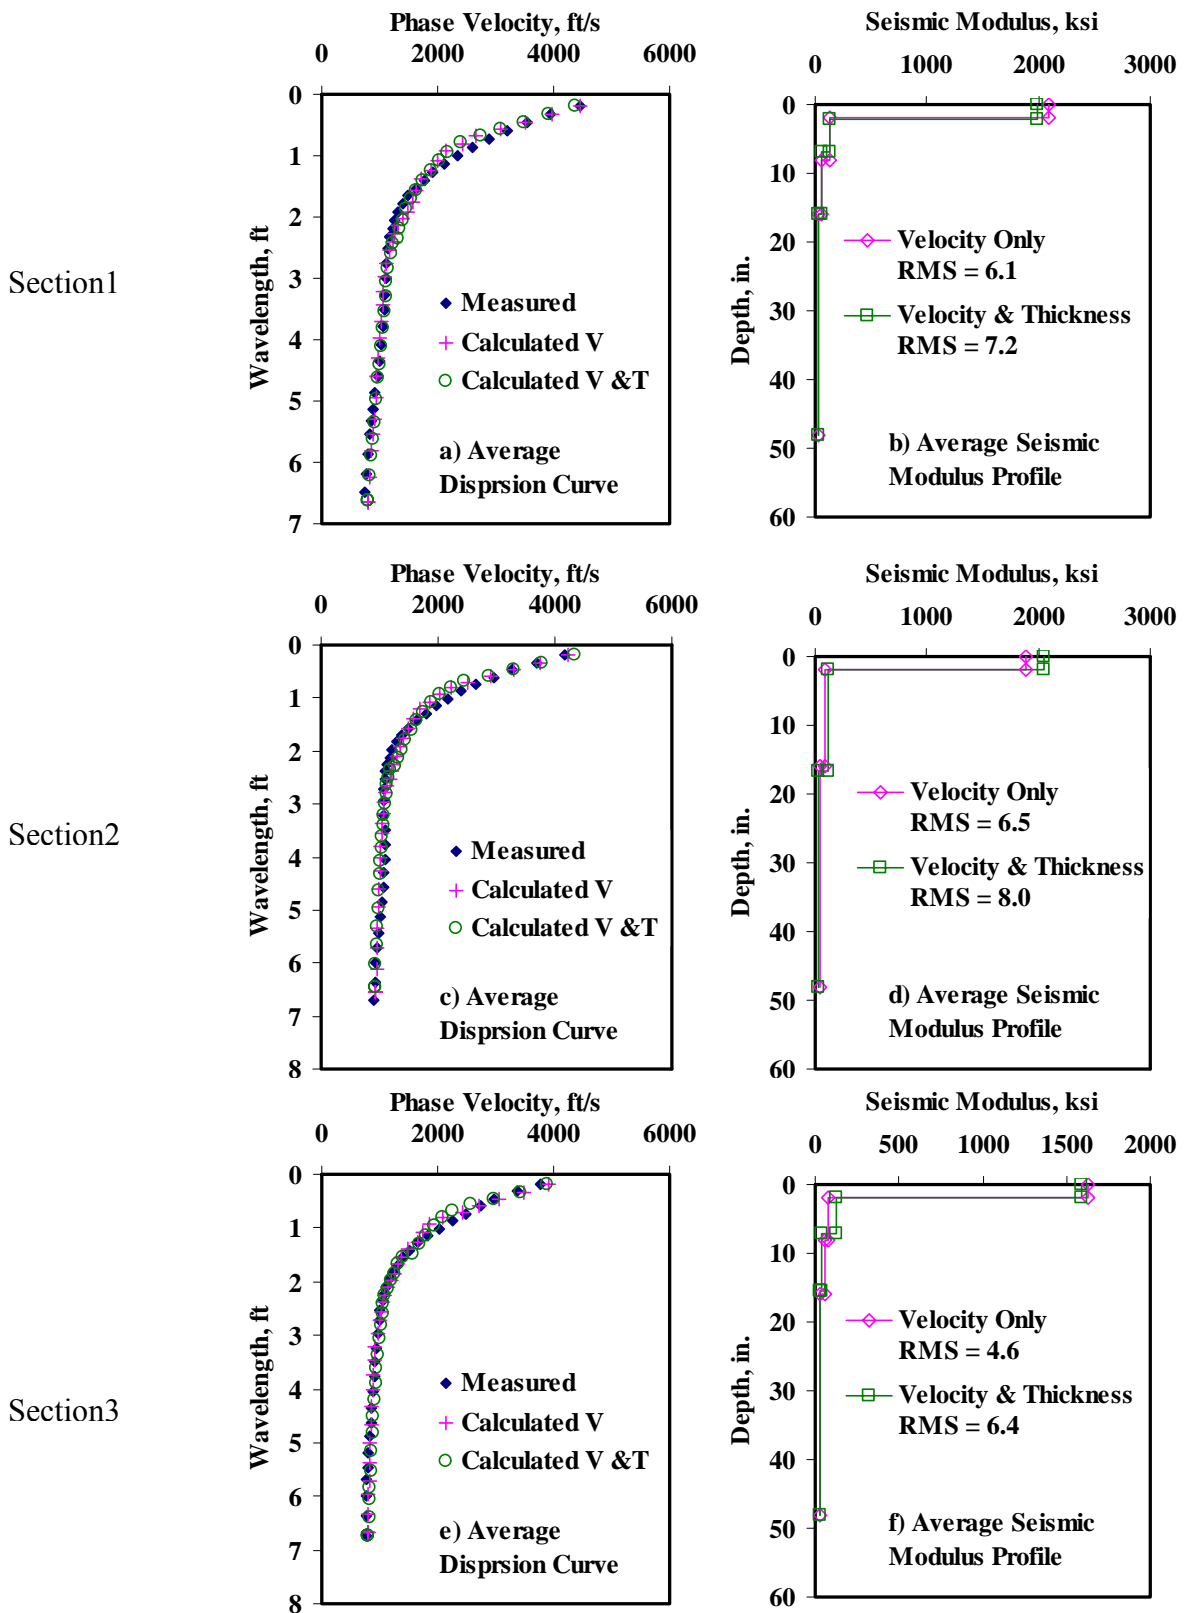 Section1
Phase Velocity, ft/s
0 2000 4000 6000
Wavelength, ft
0
1
2
3
4
5
6
7
Measured
Calculated V
Calculated V &T
a) Average
Disprsion Curve
Seismic Modulus, ksi
0 1000 2000 3000
Depth, in.
0
10
20
30
40
50
60
Velocity Only
RMS = 6.1
Velocity & Thickness
RMS = 7.2
b) Average Seismic
Modulus Profile
Section2
Phase Velocity, ft/s
0 2000 4000 6000
Wavelength, ft
0
1
2
3
4
5
6
7
8
Measured
Calculated V
Calculated V &T
c) Average
Disprsion Curve
Seismic Modulus, ksi
0 1000 2000 3000
Depth, in.
0
10
20
30
40
50
60
Velocity Only
RMS = 6.5
Velocity & Thickness
RMS = 8.0
d) Average Seismic
Modulus Profile
Section3
Phase Velocity, ft/s
0 2000 4000 6000
Wavelength, ft
0
1
2
3
4
5
6
7
8
Measured
Calculated V
Calculated V &T
e) Average
Disprsion Curve
Seismic Modulus, ksi
0 500 1000 1500 2000
Depth, in.
0
10
20
30
40
50
60
Velocity Only
RMS = 4.6
Velocity & Thickness
RMS = 6.4
f) Average Seismic
Modulus Profile